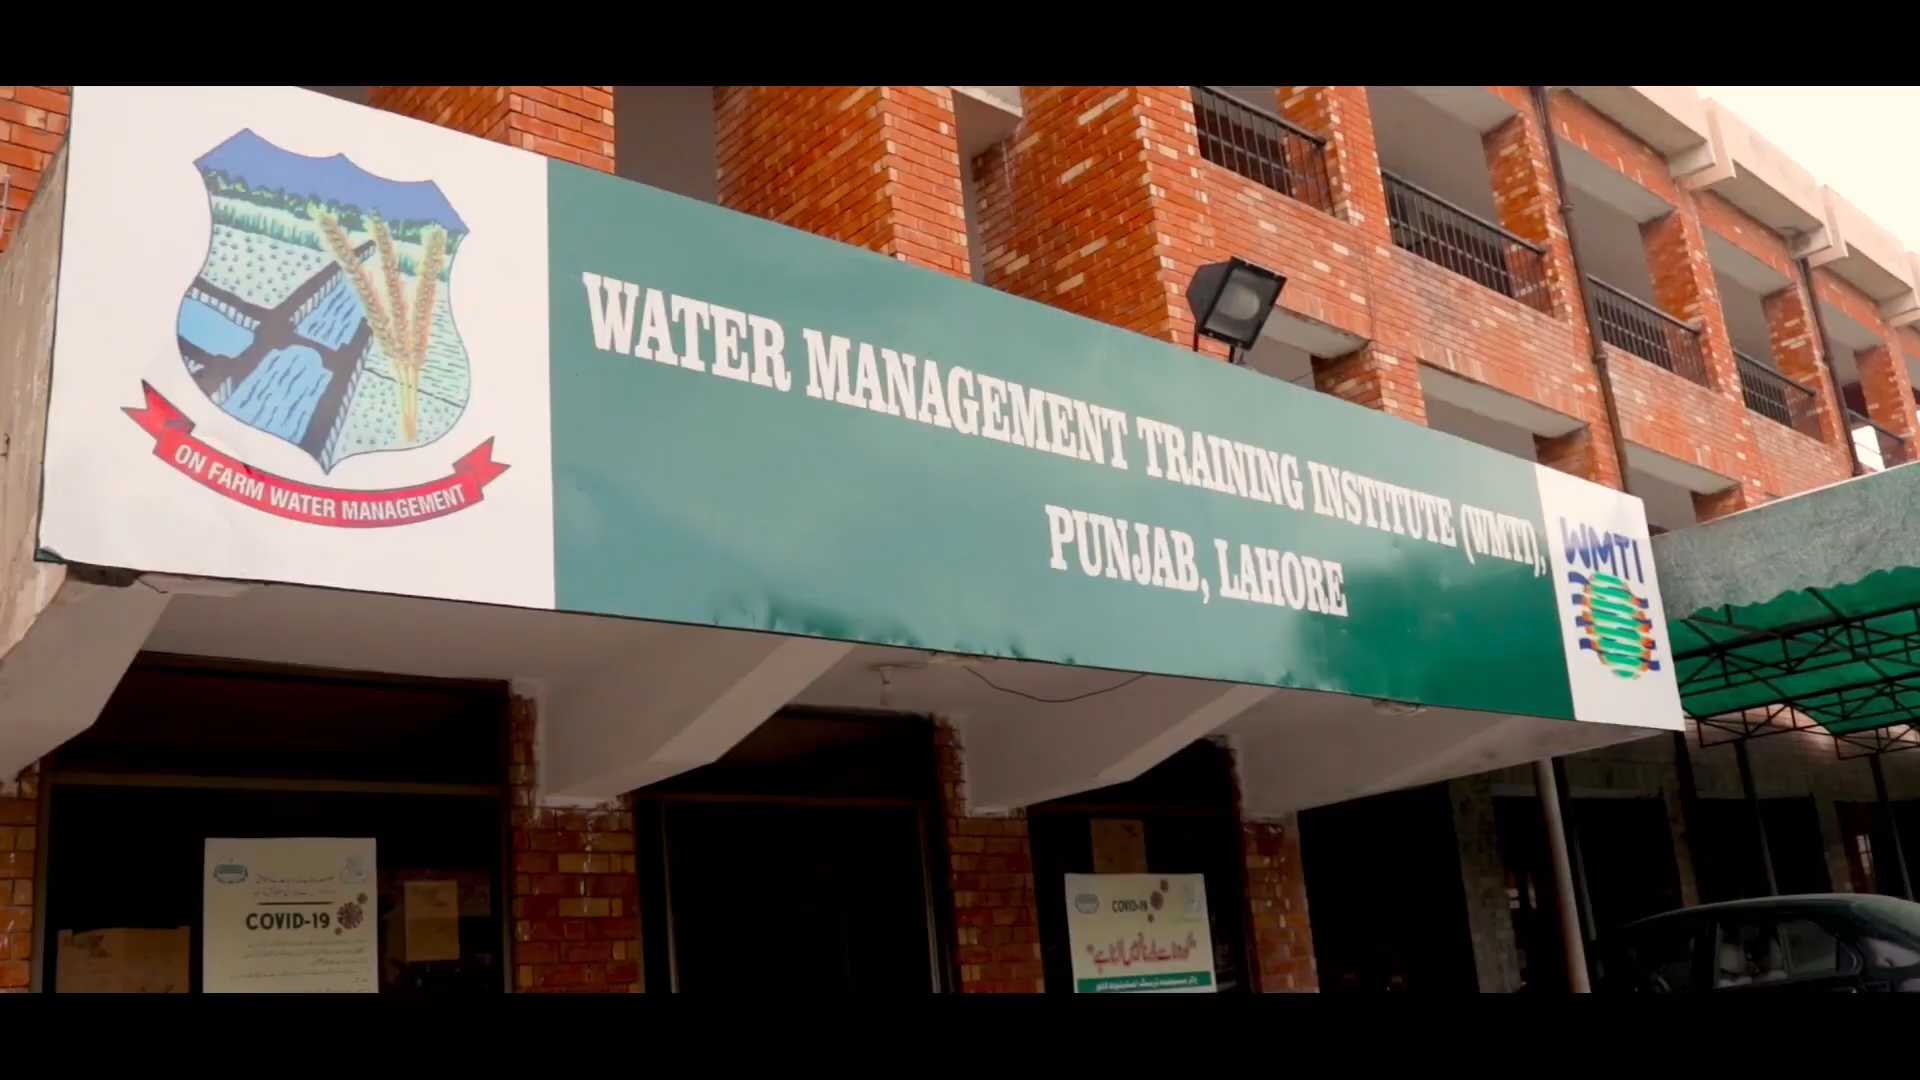 ON FARM WATER MANAGEMENT
WATER MANAGEMENT TRAINING INSTITUTE (WMTI),
PUNJAB, LAHORE
WMTI
COVID-19
COVID-19